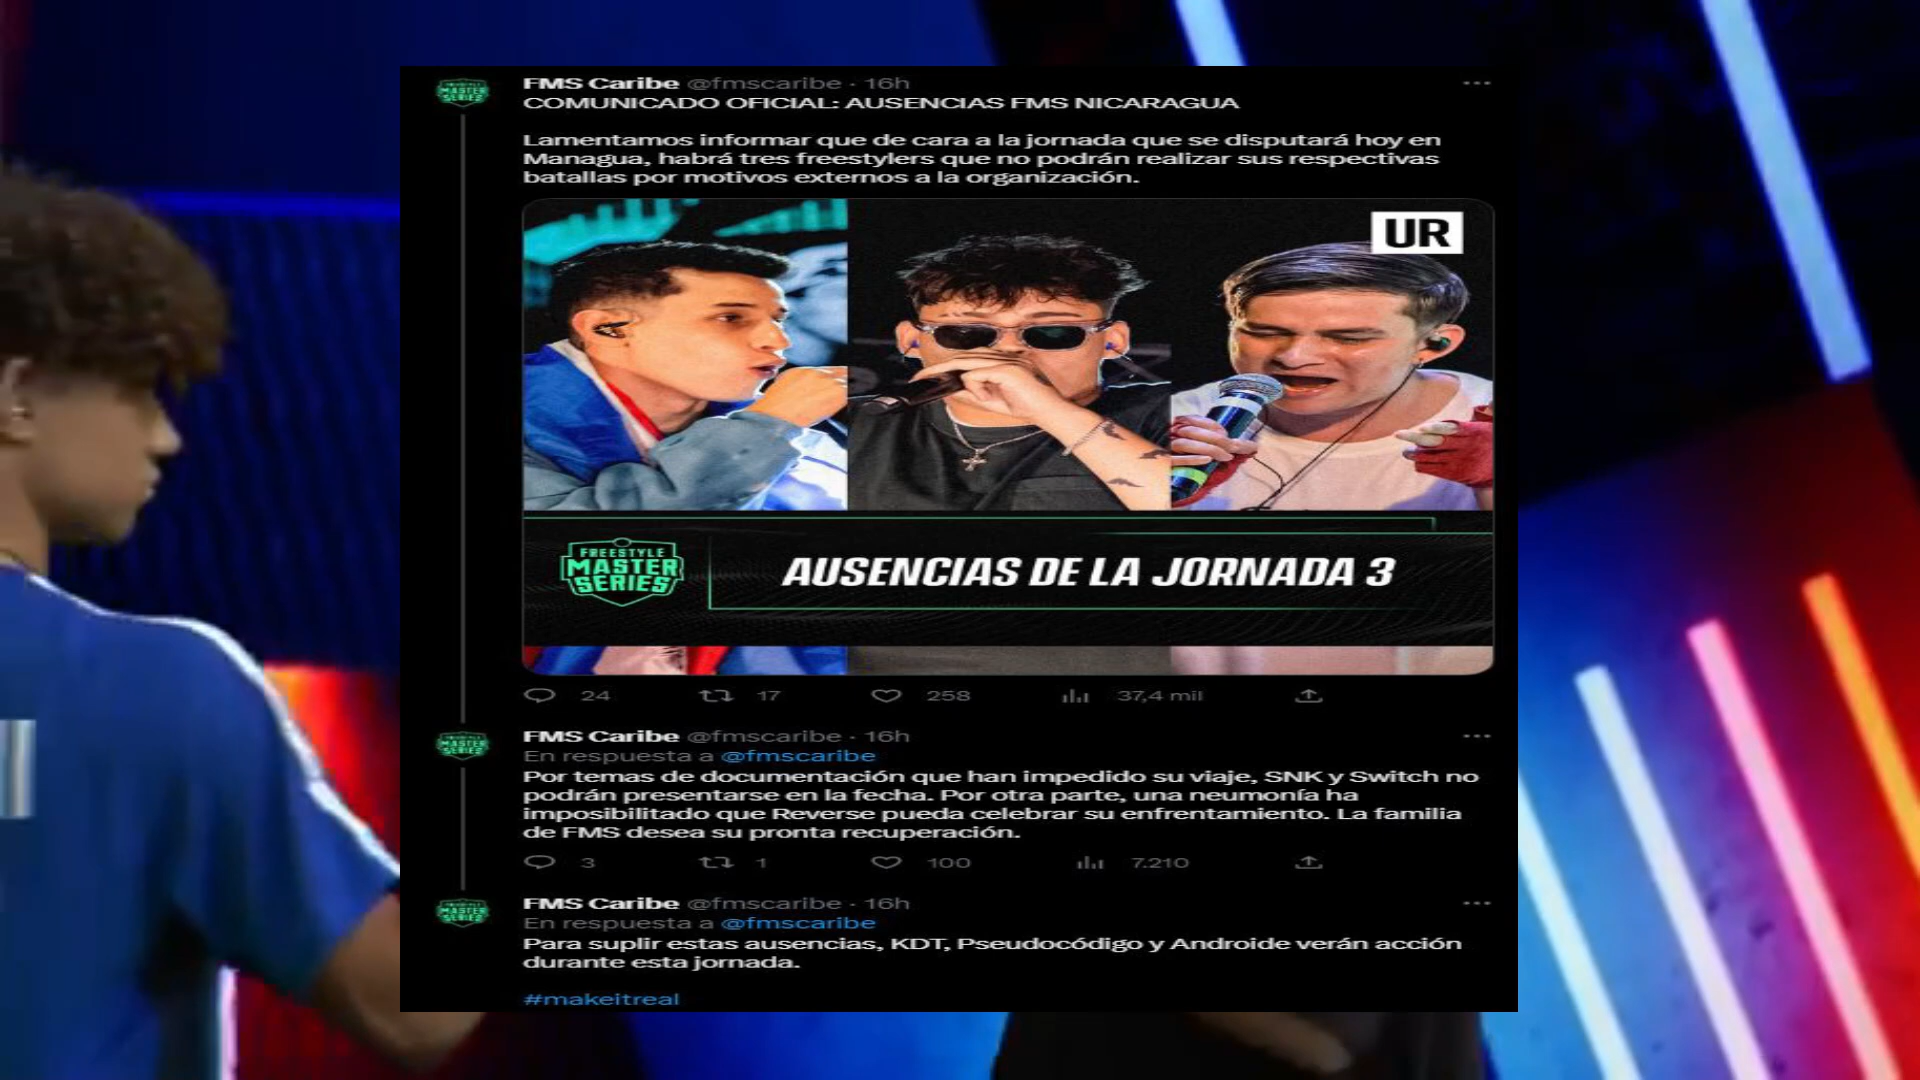 FMS Caribe @fmscaribe · 16h
COMUNICADO OFICIAL: AUSENCIAS FMS NICARAGUA
Lamentamos informar que de cara a la jornada que se disputará hoy en
Managua, habrá tres freestylers que no podrán realizar sus respectivas
batallas por motivos externos a la organización.
UR
FREESTYLE
MASTER
SERIES
AUSENCIAS DE LA JORNADA 3
24 17 258 37,4 mil
FMS Caribe @fmscaribe · 16h
En respuesta a @fmscaribe
Por temas de documentación que han impedido su viaje, SNK y Switch no
podrán presentarse en la fecha. Por otra parte, una neumonía ha
imposibilitado que Reverse pueda celebrar su enfrentamiento. La familia
de FMS desea su pronta recuperación.
3 1 100 7.210
FMS Caribe @fmscaribe · 16h
En respuesta a @fmscaribe
Para suplir estas ausencias, KDT, Pseudocódigo y Androide verán acción
durante esta jornada.
#makeitreal